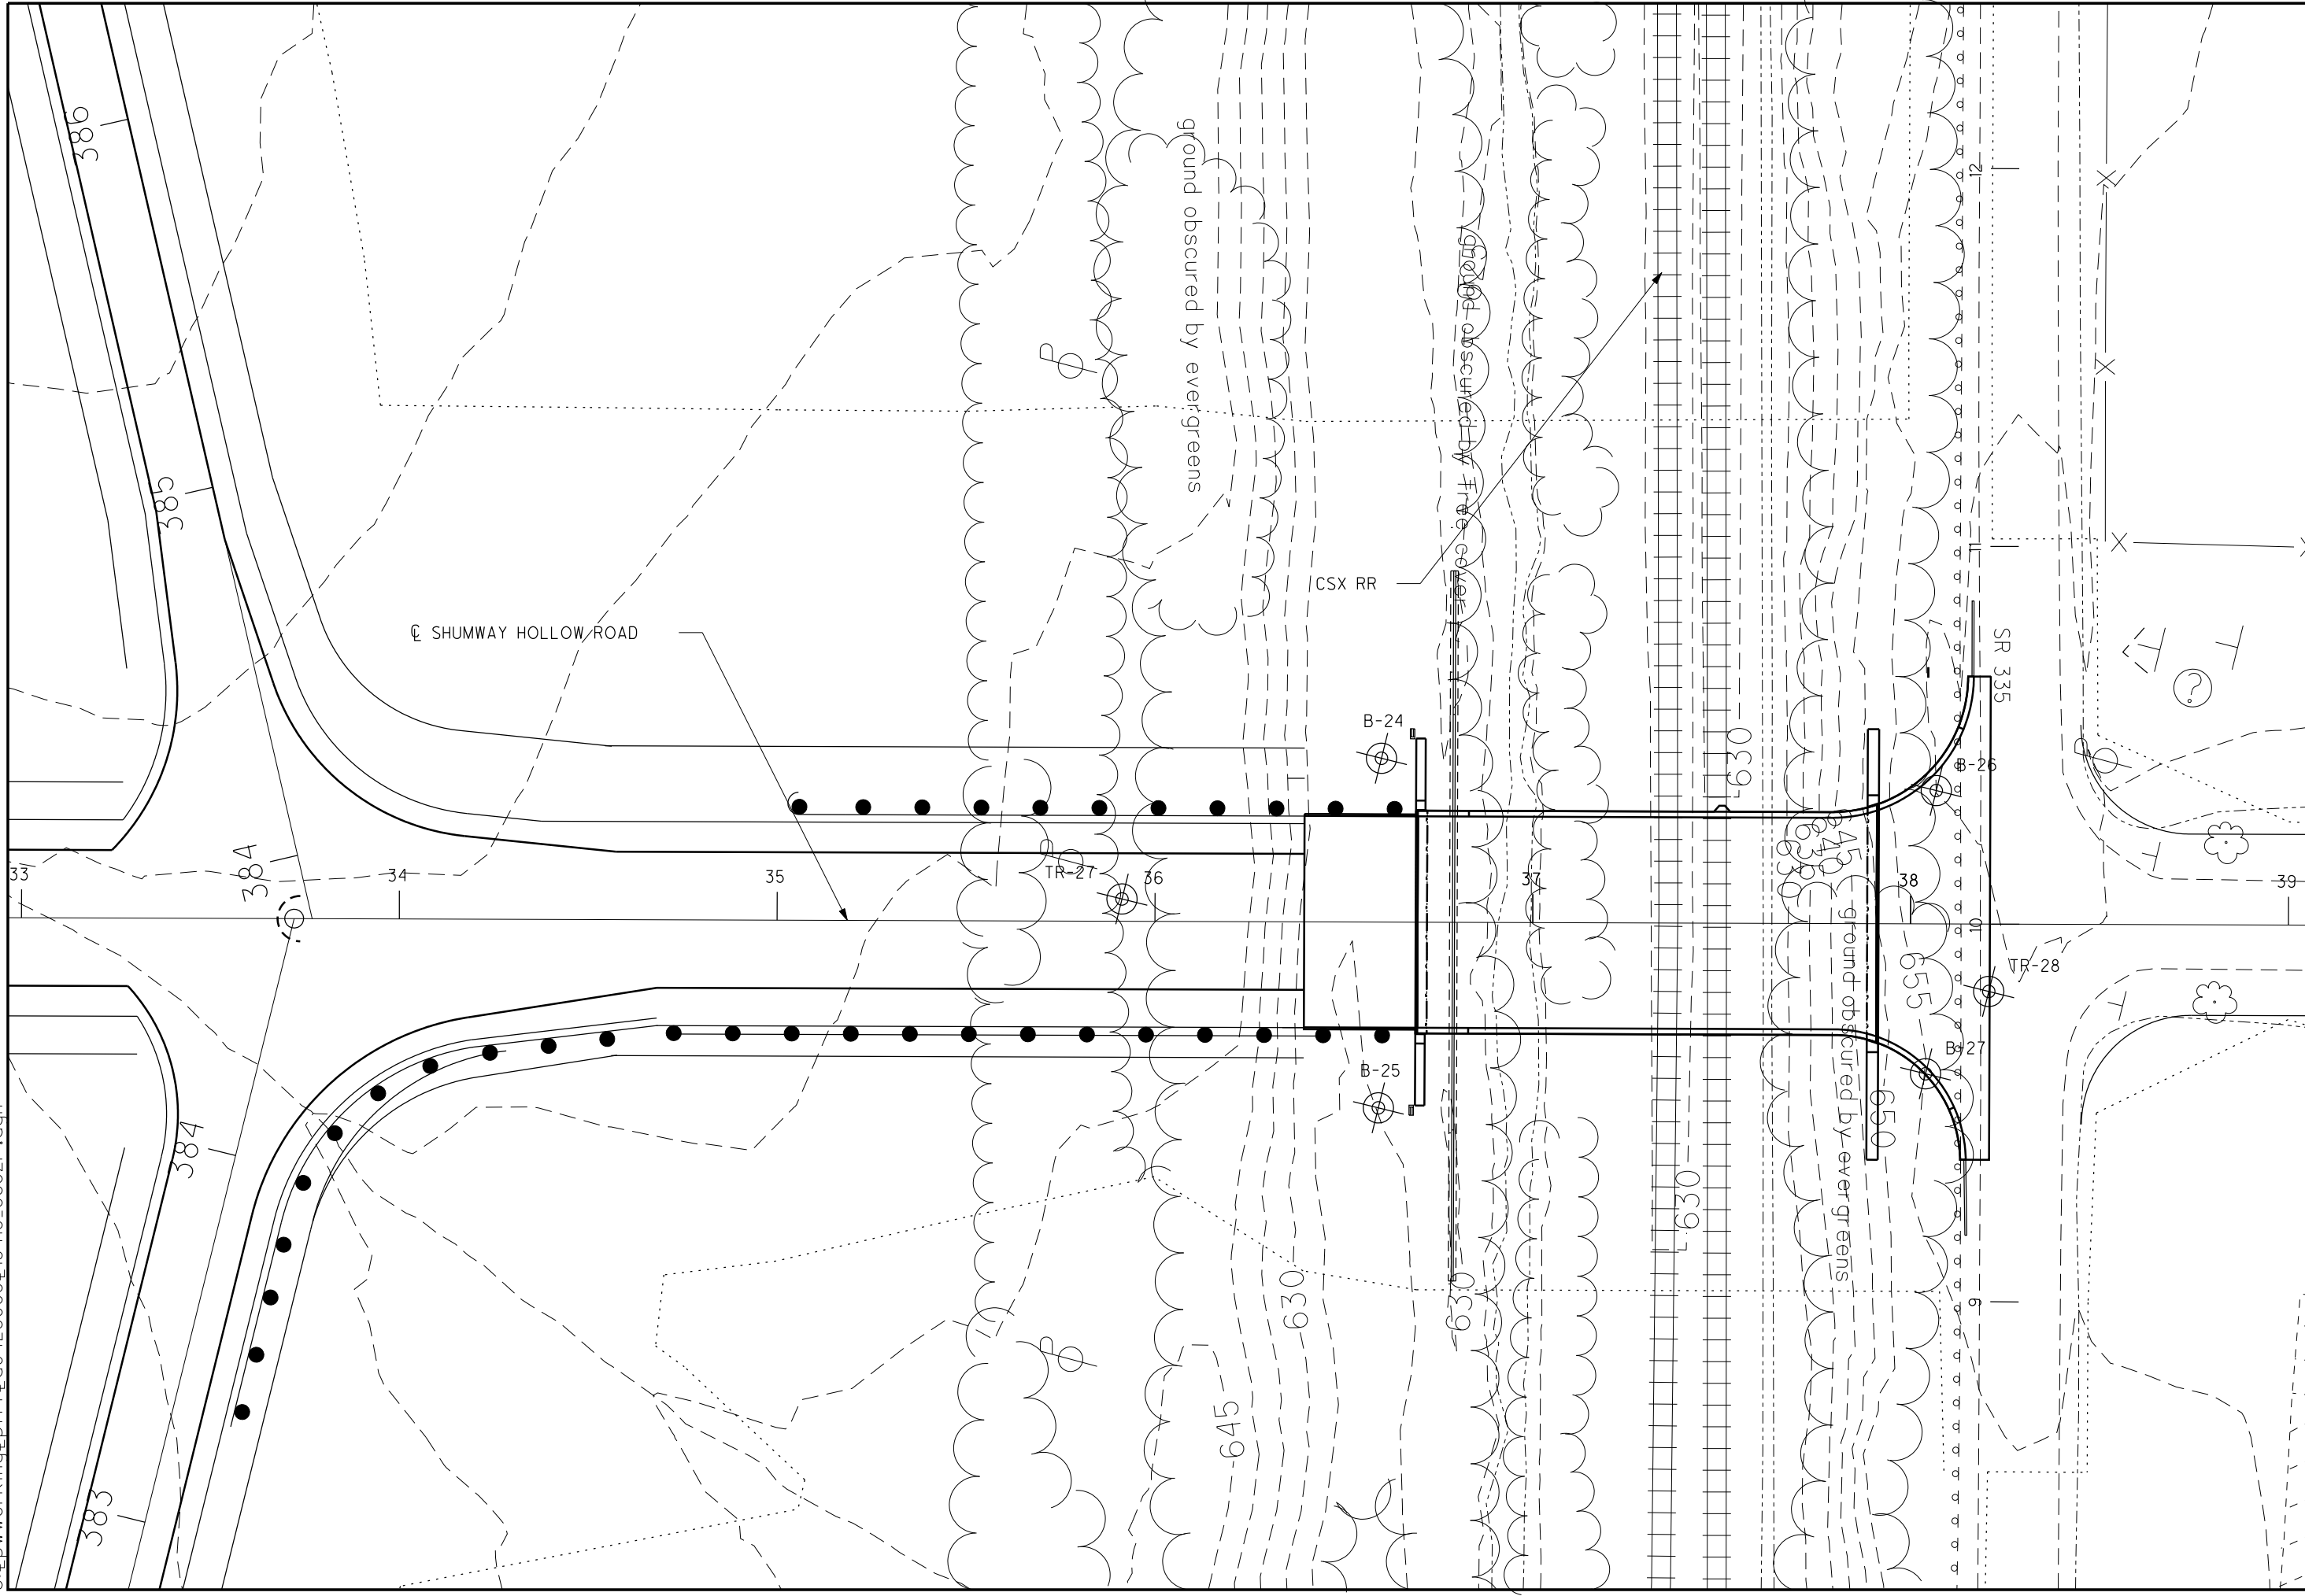 386
ground obscured by evergreens
12
ground obscured by tree cover
385
11
CSX RR
℄ SHUMWAY HOLLOW ROAD
SR 335
?
B-24
630
B-26
P
P
P
P
384
33
34
35
TR-27
36
37
38
39
630
645
10
655
TR-28
ground obscured by evergreens
B-25
B-27
650
384
630
630
630
9
645
383